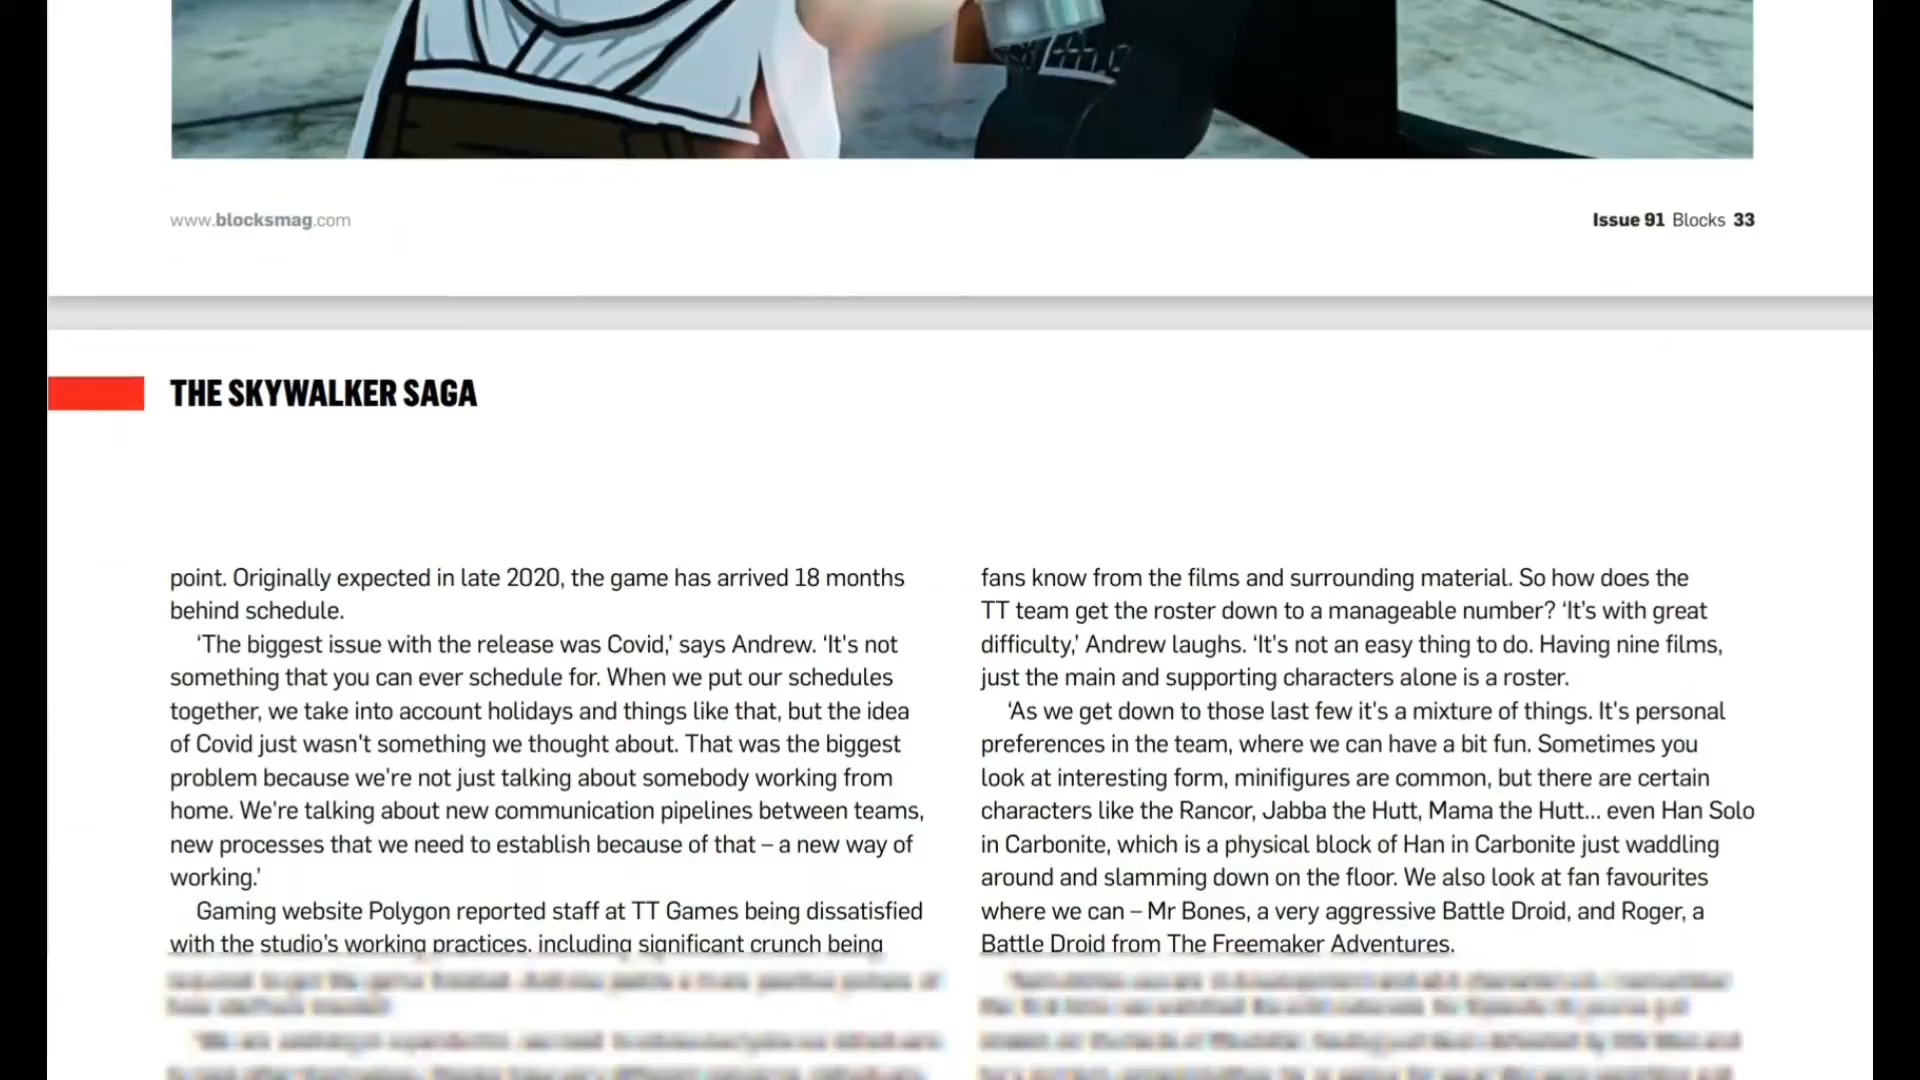 www.blocksmag.com
Issue 91 Blocks 33
THE SKYWALKER SAGA
point. Originally expected in late 2020, the game has arrived 18 months
behind schedule.
‘The biggest issue with the release was Covid,’ says Andrew. ‘It's not
something that you can ever schedule for. When we put our schedules
together, we take into account holidays and things like that, but the idea
of Covid just wasn't something we thought about. That was the biggest
problem because we're not just talking about somebody working from
home. We're talking about new communication pipelines between teams,
new processes that we need to establish because of that – a new way of
working.’
Gaming website Polygon reported staff at TT Games being dissatisfied
with the studio’s working practices, including significant crunch being
fans know from the films and surrounding material. So how does the
TT team get the roster down to a manageable number? ‘It’s with great
difficulty,’ Andrew laughs. ‘It's not an easy thing to do. Having nine films,
just the main and supporting characters alone is a roster.
‘As we get down to those last few it's a mixture of things. It's personal
preferences in the team, where we can have a bit fun. Sometimes you
look at interesting form, minifigures are common, but there are certain
characters like the Rancor, Jabba the Hutt, Mama the Hutt... even Han Solo
in Carbonite, which is a physical block of Han in Carbonite just waddling
around and slamming down on the floor. We also look at fan favourites
where we can – Mr Bones, a very aggressive Battle Droid, and Roger, a
Battle Droid from The Freemaker Adventures.